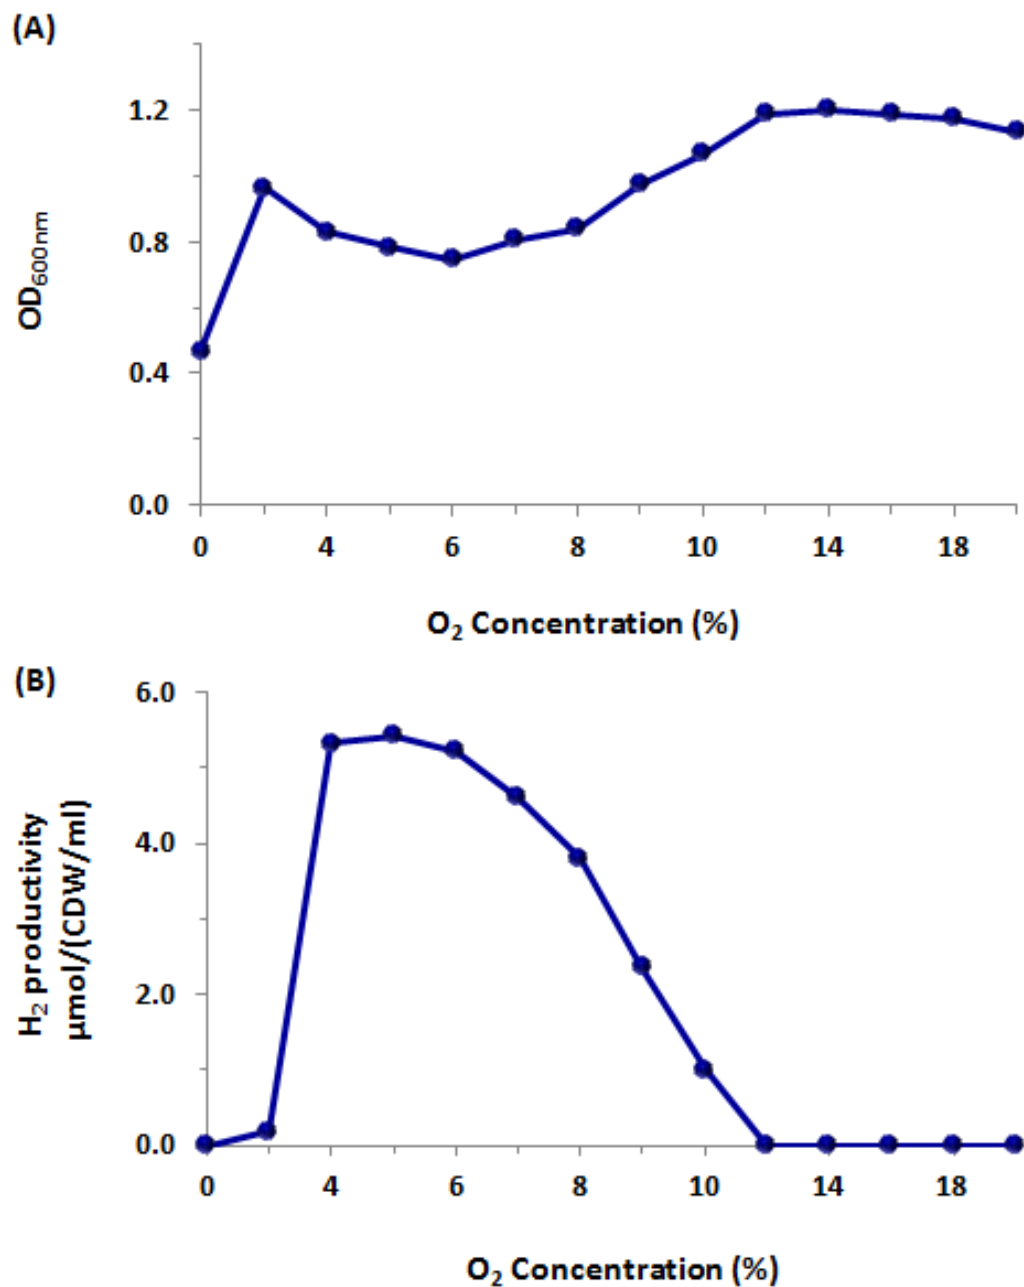 (A)
1.2
0.8
0.4
0.0
OD600nm
0 4 6 8 10 14 18
O2 Concentration (%)
(B)
6.0
4.0
2.0
0.0
H2 productivity
µmol/(CDW/ml)
0 4 6 8 10 14 18
O2 Concentration (%)